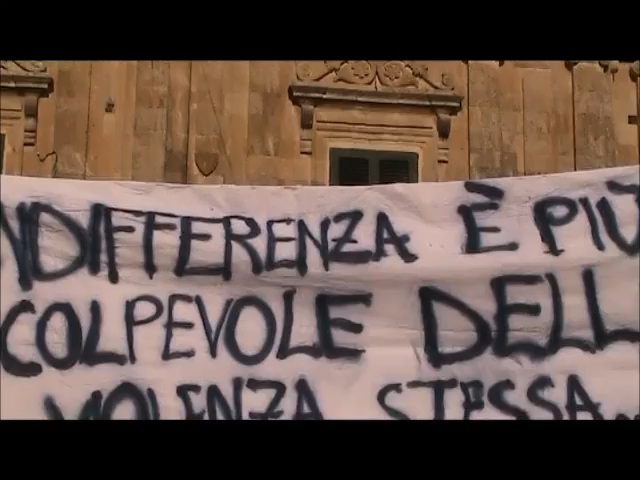 NDIFFERENZA È PIÙ
COLPEVOLE DELL
VIOLENZA STESSA...